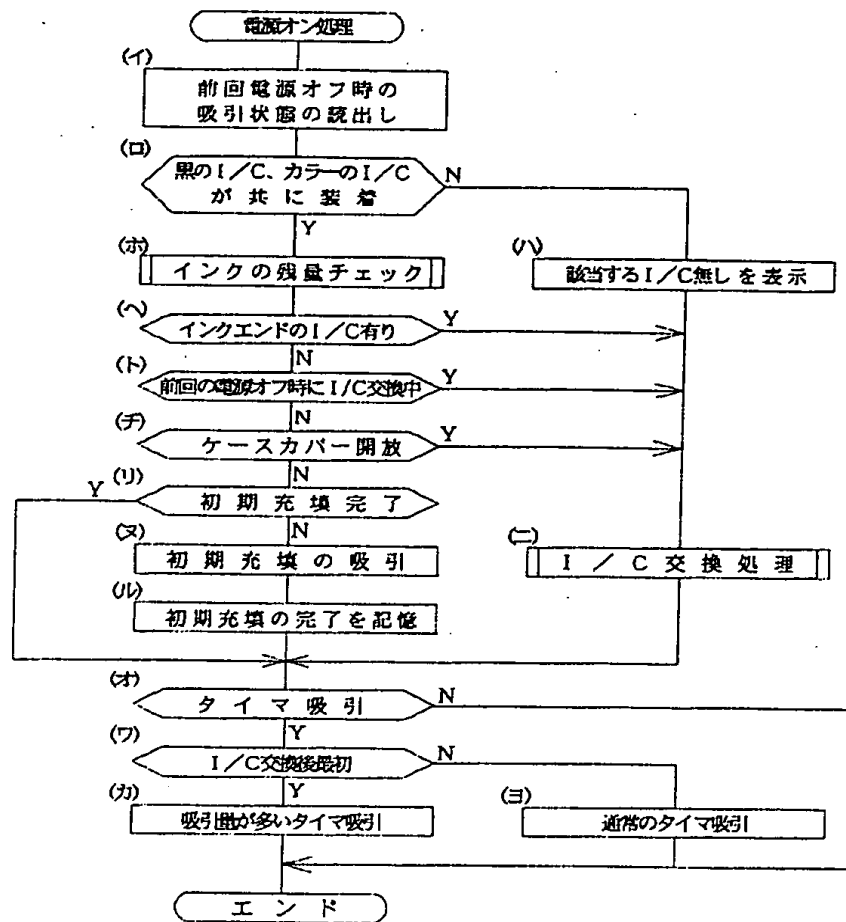 電源オン処理
(イ)
前回電源オフ時の
吸引状態の読出し
(ロ)
黒のI/C、カラーのI/C
が共に装着
N
Y
(ホ)
インクの残量チェック
(ハ)
該当するI/C無しを表示
(ヘ)
インクエンドのI/C有り
Y
N
(ト)
前回の電源オフ時にI/C交換中
Y
N
(チ)
ケースカバー開放
Y
N
(リ)
Y
初期充填完了
N
(ヌ)
初期充填の吸引
(ニ)
I/C交換処理
(ル)
初期充填の完了を記憶
(オ)
タイマ吸引
N
Y
(ワ)
I/C交換後最初
N
Y
(カ)
吸引量が多いタイマ吸引
(ヨ)
通常のタイマ吸引
エンド